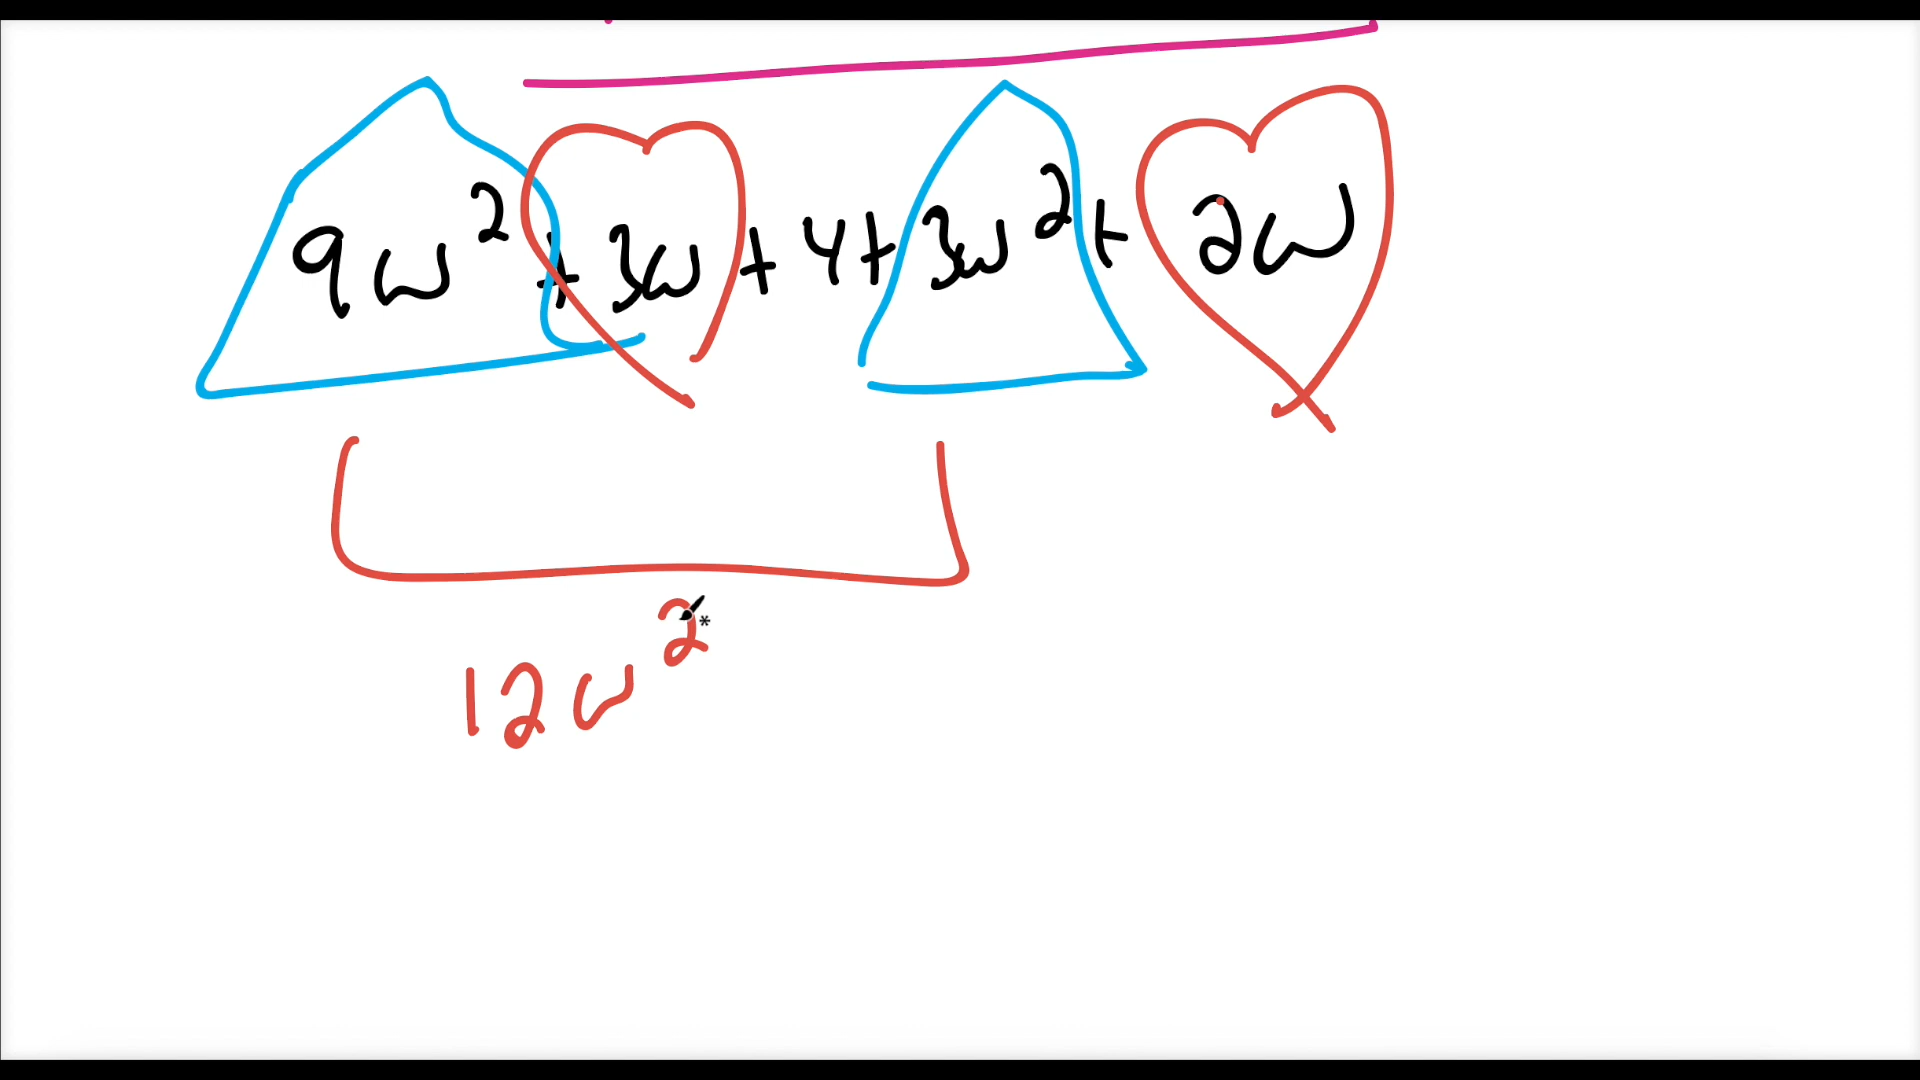 9w² + 3w + 4 + 3w² + 2w
12w²